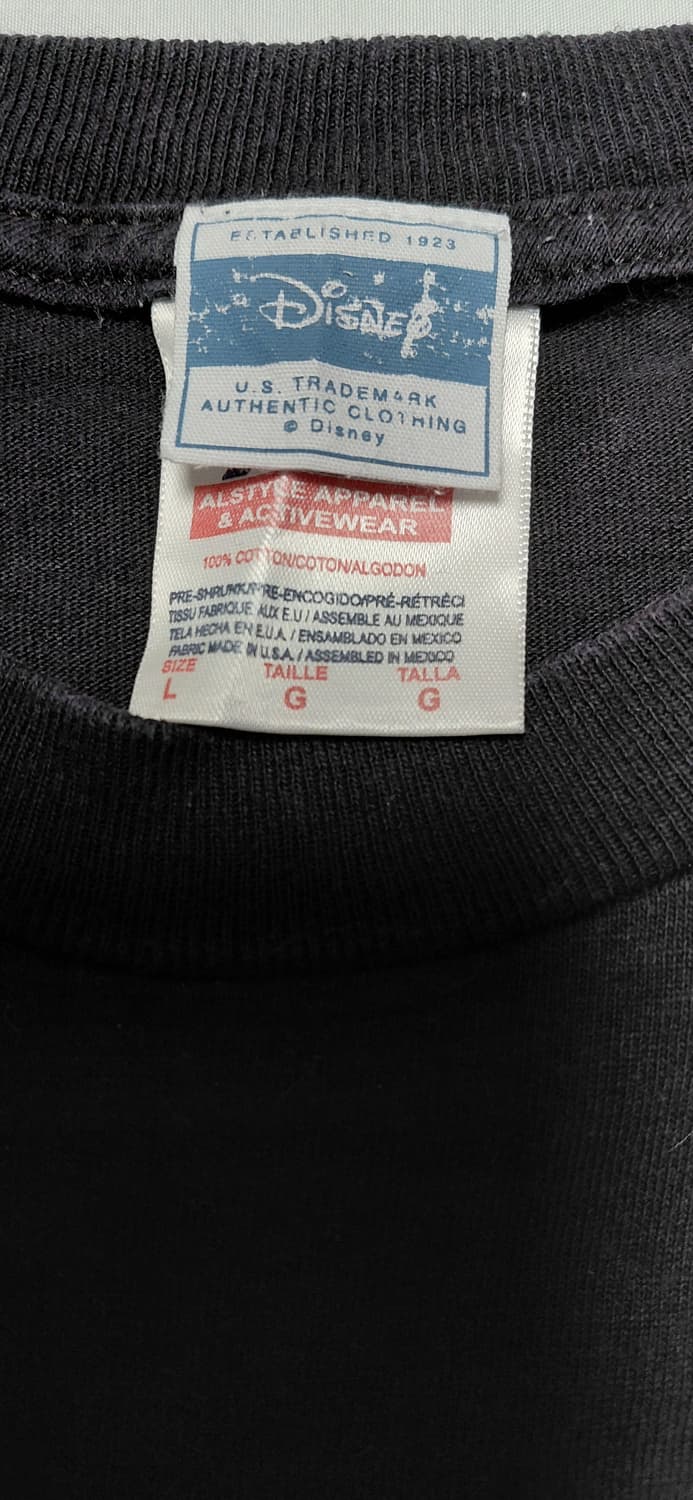 ESTABLISHED 1923
Disney
U.S. TRADEMARK
AUTHENTIC CLOTHING
© Disney
ALSTYLE APPAREL
& ACTIVEWEAR
100% COTTON/COTON/ALGODON
PRE-SHRUNK/PRE-ENCOGIDO/PRÉ-RÉTRÉCI
TISSU FABRIQUE AUX E.U / ASSEMBLE AU MEXIQUE
TELA HECHA EN E.U.A. / ENSAMBLADO EN MEXICO
FABRIC MADE IN U.S.A. / ASSEMBLED IN MEXICO
SIZE TAILLE TALLA
L G G